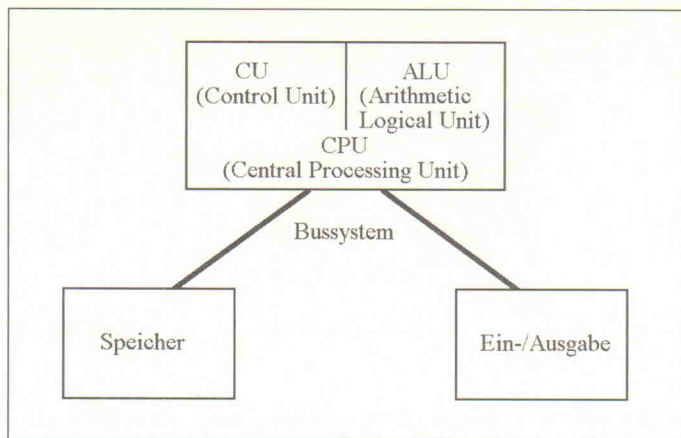 CU
(Control Unit)
ALU
(Arithmetic
Logical Unit)
CPU
(Central Processing Unit)
Bussystem
Speicher
Ein-/Ausgabe